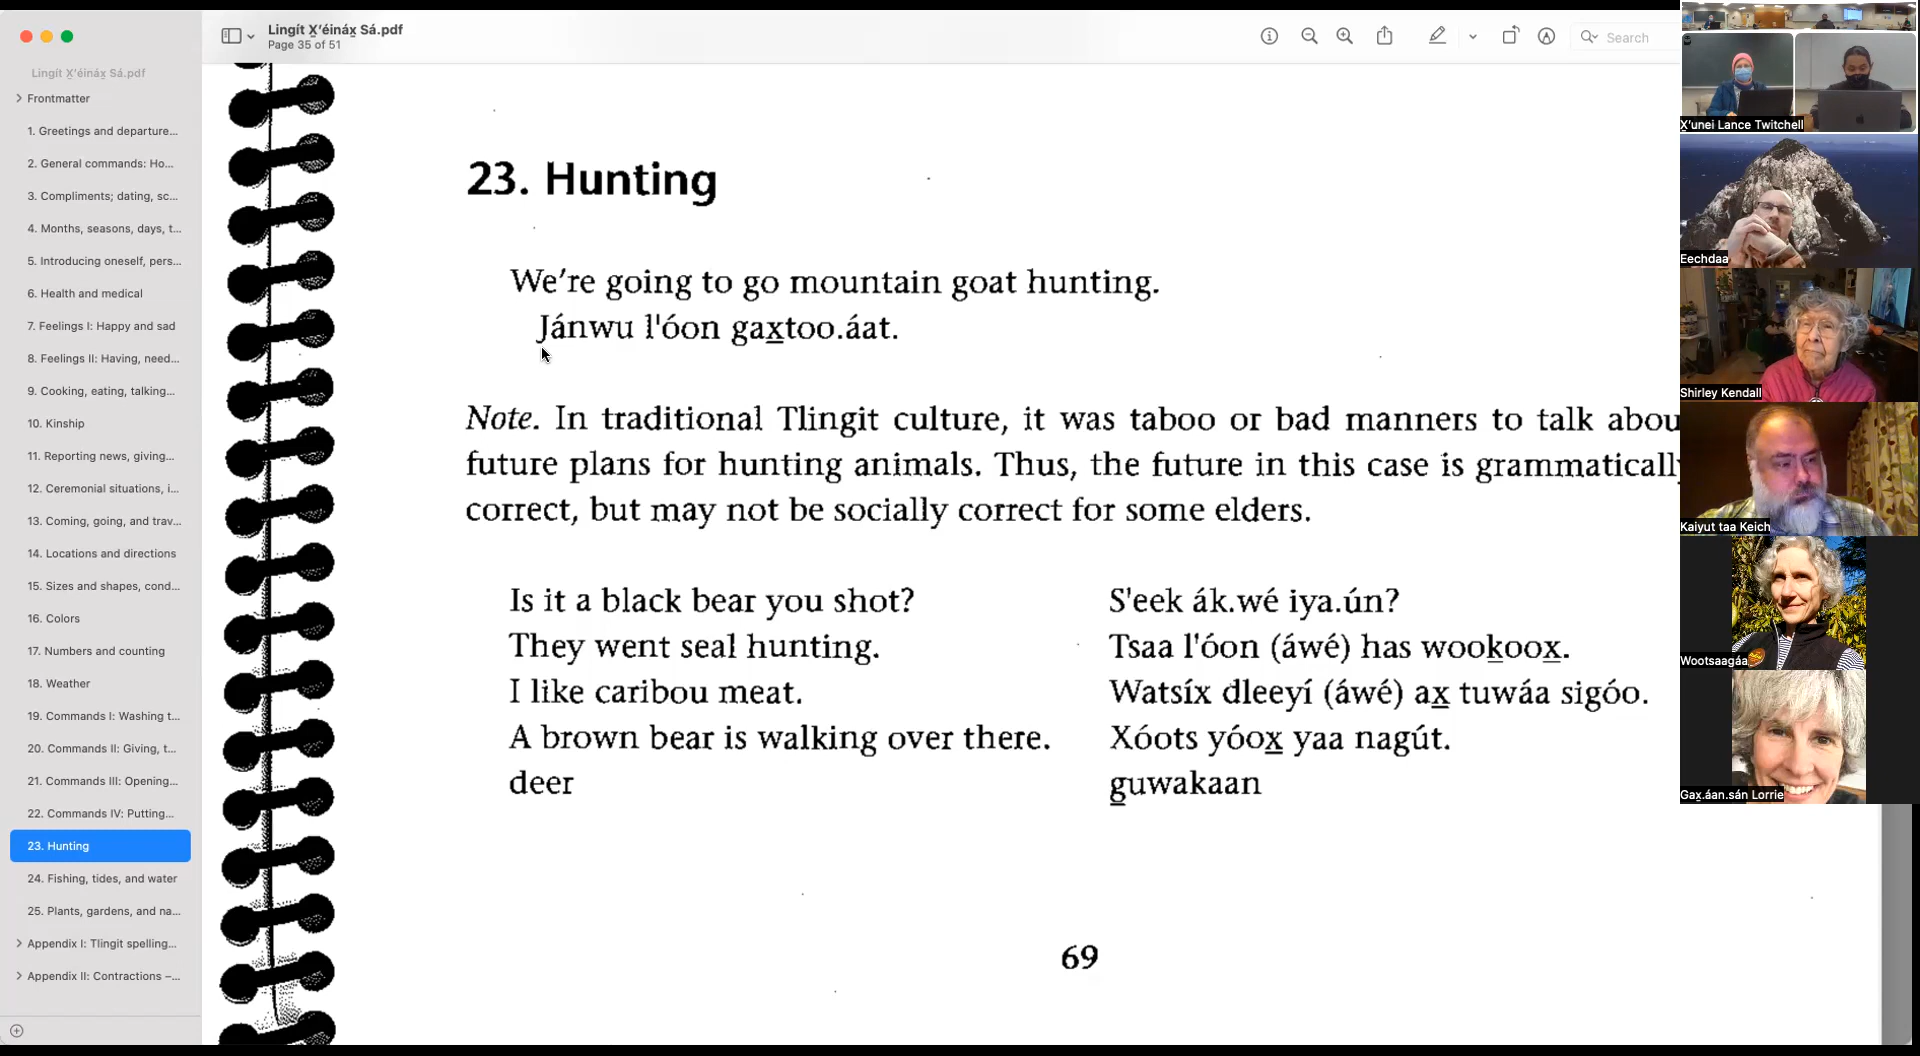 Lingít X̱ʼéináx̱ Sá.pdf
Page 35 of 51
Search
Lingít X̱ʼéináx̱ Sá.pdf
Frontmatter
1. Greetings and departure...
2. General commands: Ho...
3. Compliments; dating, sc...
4. Months, seasons, days, t...
5. Introducing oneself, pers...
6. Health and medical
7. Feelings I: Happy and sad
8. Feelings II: Having, need...
9. Cooking, eating, talking...
10. Kinship
11. Reporting news, giving...
12. Ceremonial situations, i...
13. Coming, going, and trav...
14. Locations and directions
15. Sizes and shapes, cond...
16. Colors
17. Numbers and counting
18. Weather
19. Commands I: Washing t...
20. Commands II: Giving, t...
21. Commands III: Opening...
22. Commands IV: Putting...
23. Hunting
24. Fishing, tides, and water
25. Plants, gardens, and na...
Appendix I: Tlingit spelling...
Appendix II: Contractions –...
23. Hunting
We're going to go mountain goat hunting.
Jánwu l'óon gax̲too.áat.
Note. In traditional Tlingit culture, it was taboo or bad manners to talk abou
future plans for hunting animals. Thus, the future in this case is grammatically
correct, but may not be socially correct for some elders.
Is it a black bear you shot? S'eek ák.wé iya.ún?
They went seal hunting. Tsaa l'óon (áwé) has wook̲oox̲.
I like caribou meat. Watsíx dleeyí (áwé) ax̲ tuwáa sigóo.
A brown bear is walking over there. Xóots yóox̲ yaa nagút.
deer g̲uwakaan
69
X̱ʼunei Lance Twitchell
Eechdaa
Shirley Kendall
Kaiyut taa Keich
Wootsaagáa
Gax̱.áan.sán Lorrie